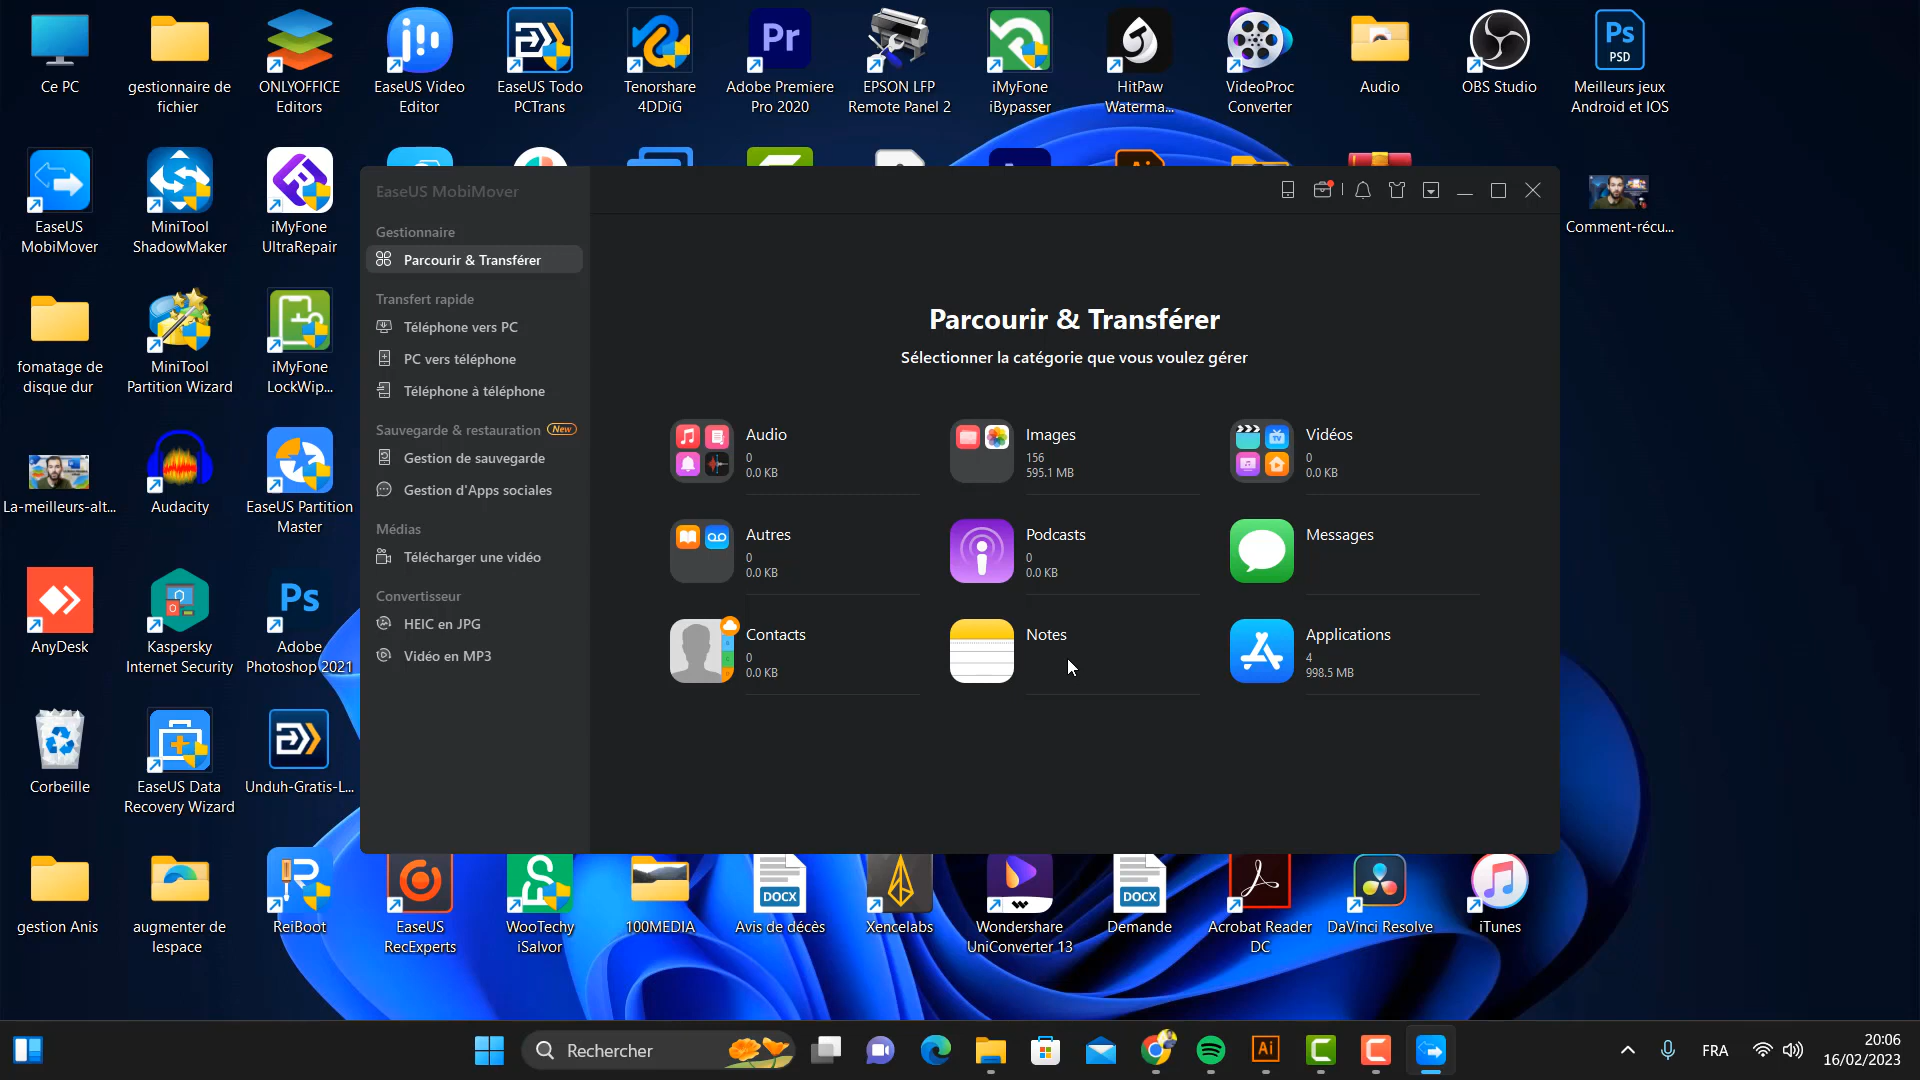 Ce PC
gestionnaire de
fichier
ONLYOFFICE
Editors
EaseUS Video
Editor
EaseUS Todo
PCTrans
Tenorshare
4DDiG
Adobe Premiere
Pro 2020
EPSON LFP
Remote Panel 2
iMyFone
iBypasser
HitPaw
Waterma...
VideoProc
Converter
Audio
OBS Studio
Meilleurs jeux
Android et IOS
Pr
Ps
PSD
EaseUS
MobiMover
MiniTool
ShadowMaker
iMyFone
UltraRepair
Comment-récu...
fomatage de
disque dur
MiniTool
Partition Wizard
iMyFone
LockWip...
La-meilleurs-alt...
Audacity
EaseUS Partition
Master
AnyDesk
Kaspersky
Internet Security
Ps
Adobe
Photoshop 2021
Corbeille
EaseUS Data
Recovery Wizard
Unduh-Gratis-L...
EaseUS MobiMover
Gestionnaire
Parcourir & Transférer
Transfert rapide
Téléphone vers PC
PC vers téléphone
Téléphone à téléphone
Sauvegarde & restauration New
Gestion de sauvegarde
Gestion d'Apps sociales
Médias
Télécharger une vidéo
Convertisseur
HEIC en JPG
Vidéo en MP3
Parcourir & Transférer
Sélectionner la catégorie que vous voulez gérer
Audio
0
0.0 KB
Images
156
595.1 MB
Vidéos
0
0.0 KB
tv
Autres
0
0.0 KB
Podcasts
0
0.0 KB
Messages
Contacts
0
0.0 KB
Notes
Applications
4
998.5 MB
gestion Anis
augmenter de
lespace
ReiBoot
EaseUS
RecExperts
WooTechy
iSalvor
100MEDIA
DOCX
Avis de décès
Xencelabs
Wondershare
UniConverter 13
DOCX
Demande
Acrobat Reader
DC
DaVinci Resolve
iTunes
Rechercher
Ai
FRA
20:06
16/02/2023